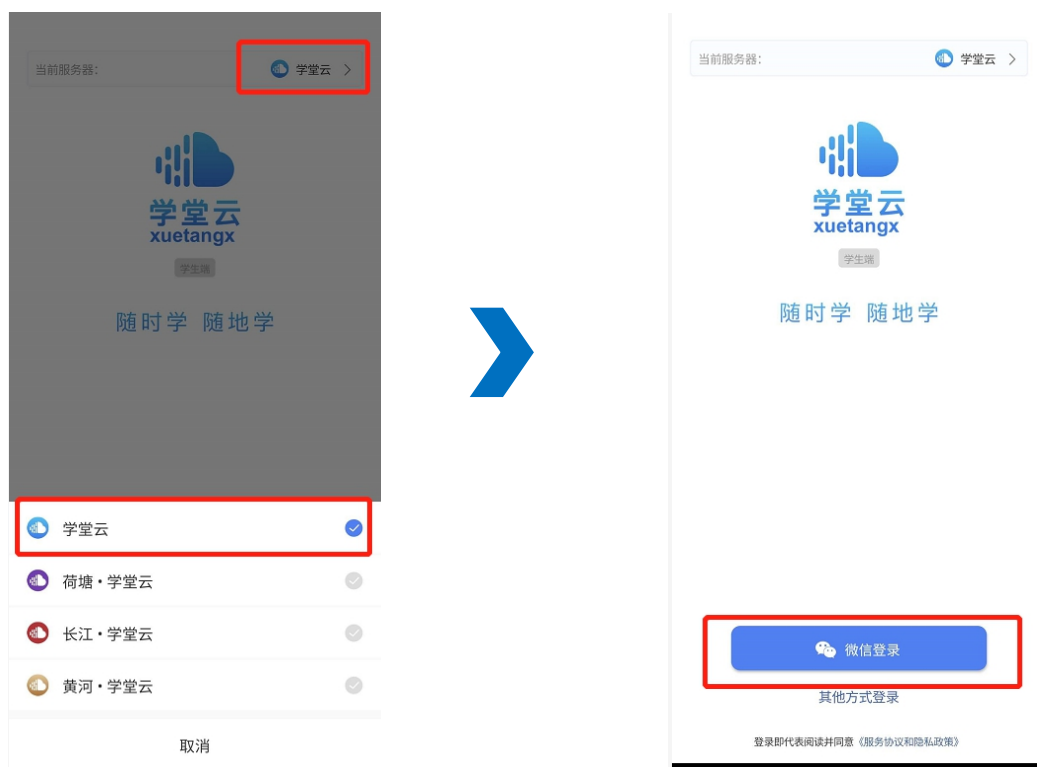 当前服务器：
学堂云
学堂云
xuetangx
学生端
随时学 随地学
学堂云
荷塘・学堂云
长江・学堂云
黄河・学堂云
取消
当前服务器：
学堂云
学堂云
xuetangx
学生端
随时学 随地学
微信登录
其他方式登录
登录即代表阅读并同意《服务协议和隐私政策》